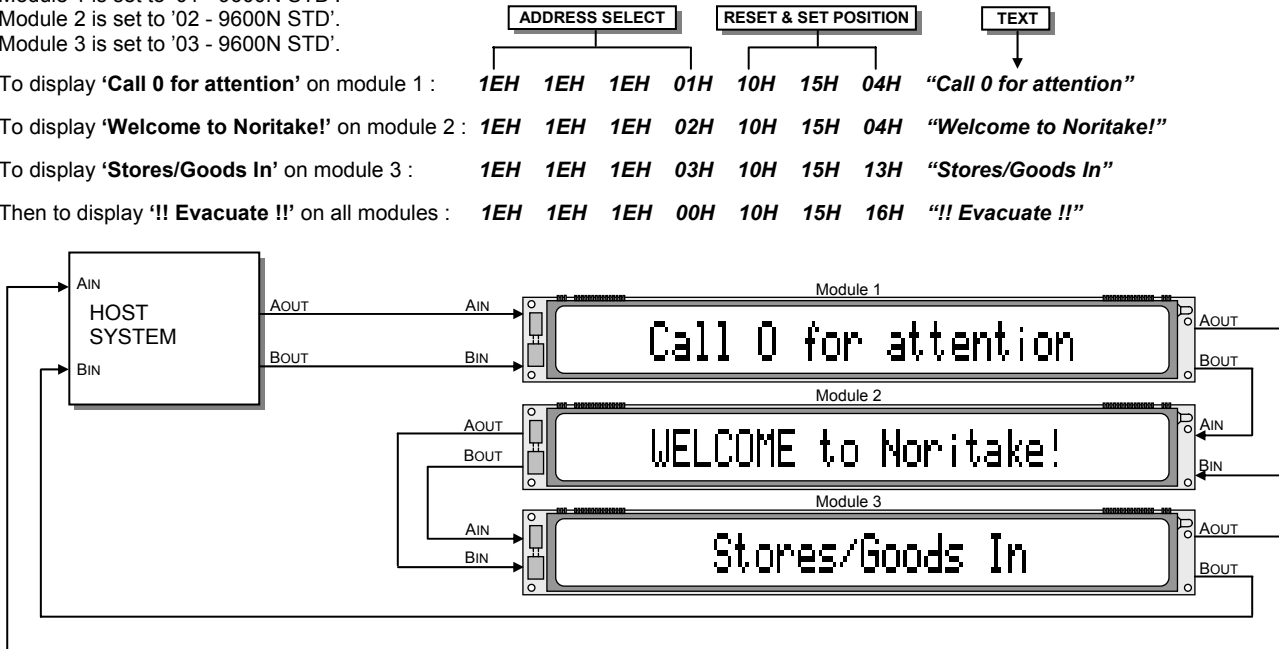 Module 2 is set to ’02 - 9600N STD’.
Module 3 is set to ’03 - 9600N STD’.
ADDRESS SELECT RESET & SET POSITION TEXT
To display ‘Call 0 for attention’ on module 1 : 1EH 1EH 1EH 01H 10H 15H 04H “Call 0 for attention”
To display ‘Welcome to Noritake!’ on module 2 : 1EH 1EH 1EH 02H 10H 15H 04H “Welcome to Noritake!”
To display ‘Stores/Goods In’ on module 3 : 1EH 1EH 1EH 03H 10H 15H 13H “Stores/Goods In”
Then to display ‘!! Evacuate !!’ on all modules : 1EH 1EH 1EH 00H 10H 15H 16H “!! Evacuate !!”
AIN
HOST
SYSTEM
BIN
AOUT
BOUT
AIN
BIN
Module 1
Call 0 for attention
AOUT
BOUT
Module 2
AOUT
BOUT
WELCOME to Noritake!
AIN
BIN
Module 3
AIN
BIN
Stores/Goods In
AOUT
BOUT